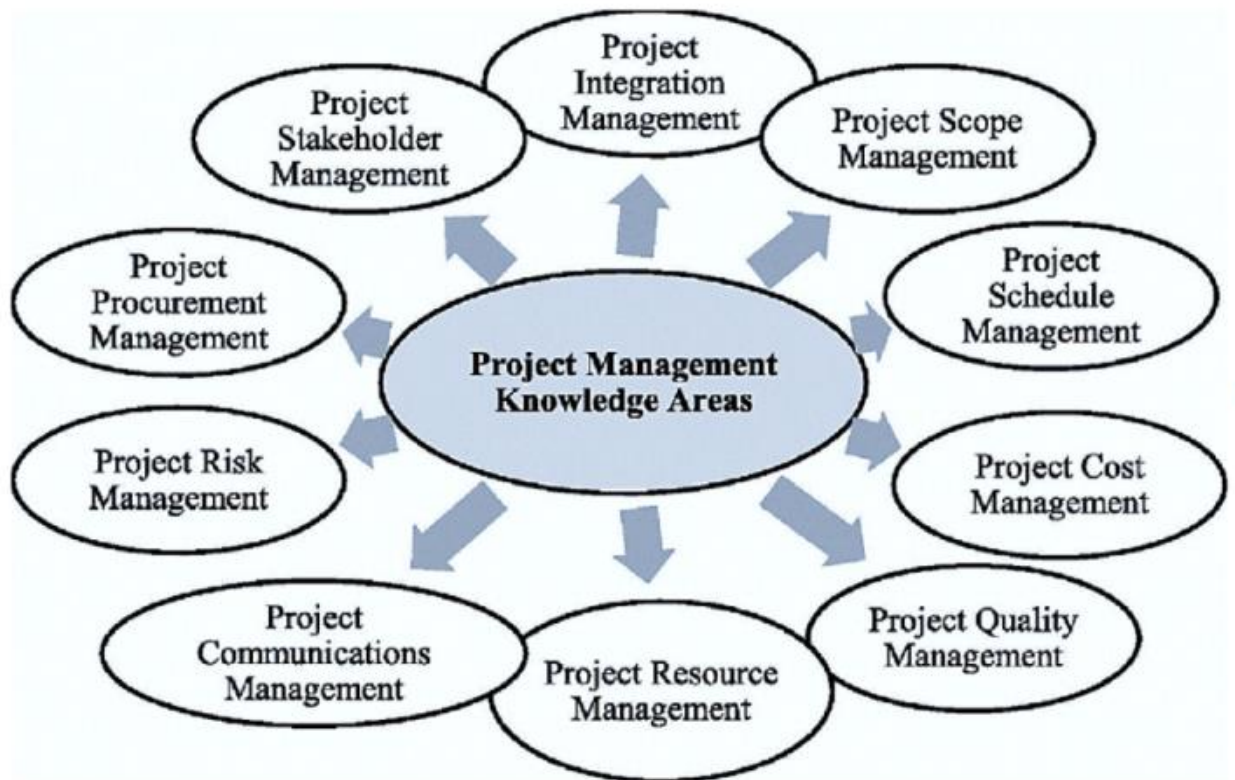 Project
Integration
Management
Project Scope
Management
Project
Schedule
Management
Project Cost
Management
Project Quality
Management
Project Resource
Management
Project
Communications
Management
Project Risk
Management
Project
Procurement
Management
Project
Stakeholder
Management
Project Management
Knowledge Areas